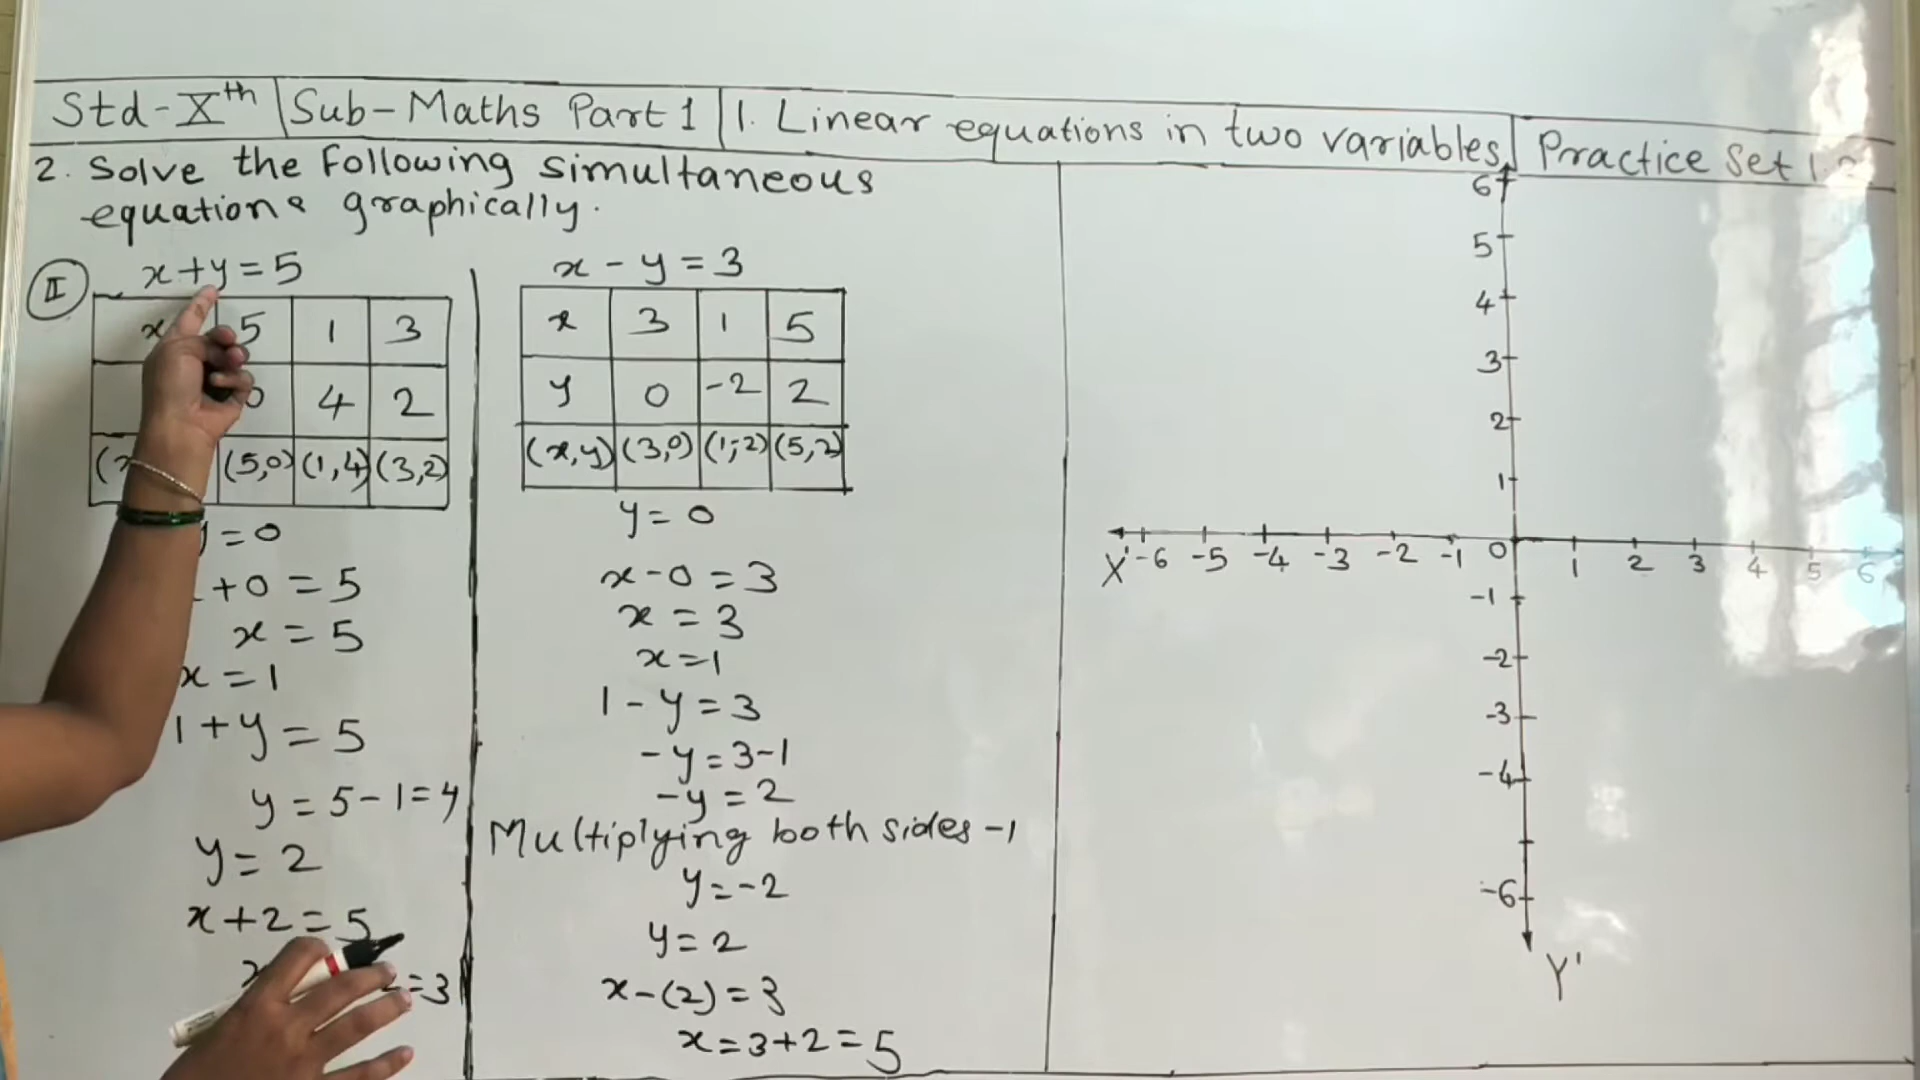 Std-Xth Sub-Maths Part 1 1. Linear equations in two variables Practice Set 1.
2. Solve the Following simultaneous
equations graphically.
II x+y=5
x 5 1 3
0 4 2
(5,0) (1,4) (3,2)
y=0
+0=5
x=5
x=1
1+y=5
y=5-1=4
y=2
x+2=5
2=3
x-y=3
x 3 1 5
y 0 -2 2
(x,y) (3,0) (1,-2) (5,2)
y=0
x-0=3
x=3
x=1
1-y=3
-y=3-1
-y=2
Multiplying both sides -1
y=-2
y=2
x-(2)=3
x=3+2=5
6
5
4
3
2
1
X' -6 -5 -4 -3 -2 -1 0 1 2 3 4 5 6
-1
-2
-3
-4
-6
Y'